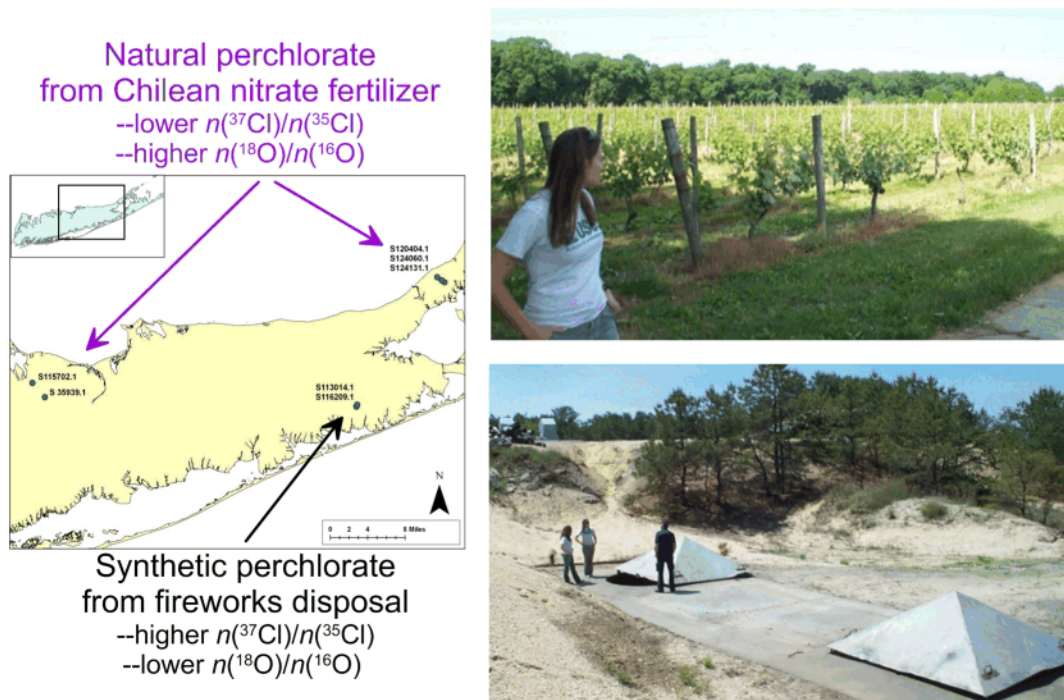 Natural perchlorate
from Chilean nitrate fertilizer
--lower n(³⁷Cl)/n(³⁵Cl)
--higher n(¹⁸O)/n(¹⁶O)
S120404.1
S124060.1
S124131.1
S115702.1
S 35939.1
S113014.1
S116209.1
N
0 2 4 8 Miles
Synthetic perchlorate
from fireworks disposal
--higher n(³⁷Cl)/n(³⁵Cl)
--lower n(¹⁸O)/n(¹⁶O)